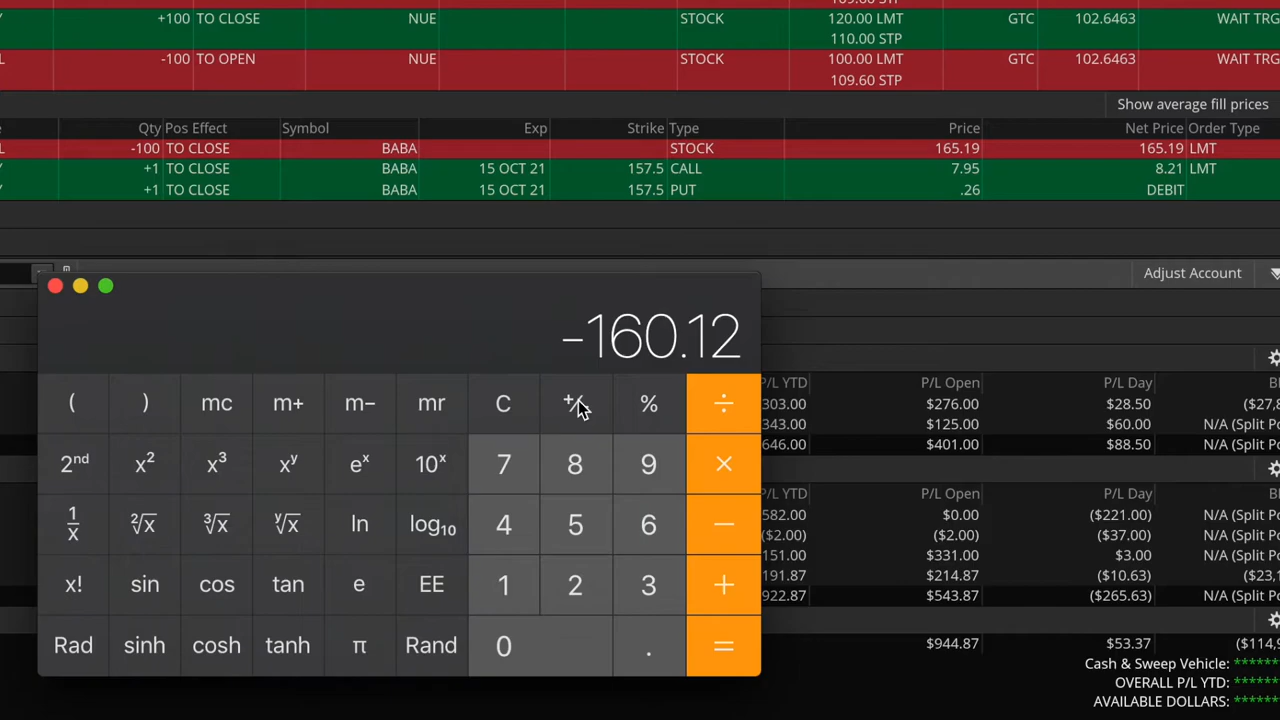 +100 TO CLOSE NUE STOCK 120.00 LMT GTC 102.6463 WAIT TRG
110.00 STP
-100 TO OPEN NUE STOCK 100.00 LMT GTC 102.6463 WAIT TRG
109.60 STP
Show average fill prices
Qty Pos Effect Symbol Exp Strike Type Price Net Price Order Type
-100 TO CLOSE BABA STOCK 165.19 165.19 LMT
+1 TO CLOSE BABA 15 OCT 21 157.5 CALL 7.95 8.21 LMT
+1 TO CLOSE BABA 15 OCT 21 157.5 PUT .26 DEBIT
Adjust Account
−160.12
( ) mc m+ m− mr C +⁄− % ÷
2nd x² x³ xʸ eˣ 10ˣ 7 8 9 ×
1/x ²√x ³√x ʸ√x ln log₁₀ 4 5 6 −
x! sin cos tan e EE 1 2 3 +
Rad sinh cosh tanh π Rand 0 . =
P/L YTD P/L Open P/L Day
303.00 $276.00 $28.50 ($27,8
343.00 $125.00 $60.00 N/A (Split Po
646.00 $401.00 $88.50 N/A (Split Po
P/L YTD P/L Open P/L Day
582.00 $0.00 ($221.00) N/A (Split Po
($2.00) ($2.00) ($37.00) N/A (Split Po
151.00 $331.00 $3.00 N/A (Split Po
191.87 $214.87 ($10.63) ($23,1
922.87 $543.87 ($265.63) N/A (Split Po
$944.87 $53.37 ($114,9
Cash & Sweep Vehicle: ******
OVERALL P/L YTD: ******
AVAILABLE DOLLARS: ******